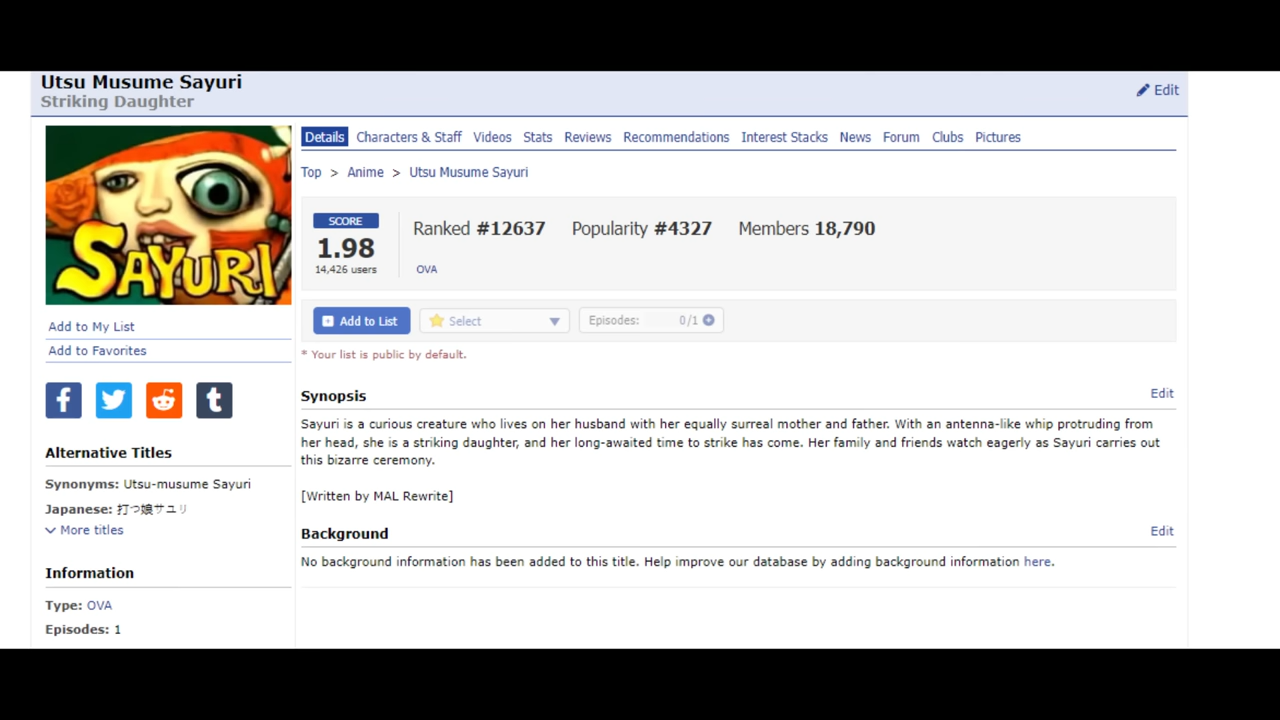 Utsu Musume Sayuri
Striking Daughter
Edit
SAYURI
Add to My List
Add to Favorites
Alternative Titles
Synonyms: Utsu-musume Sayuri
Japanese: 打つ娘サユリ
More titles
Information
Type: OVA
Episodes: 1
Details Characters & Staff Videos Stats Reviews Recommendations Interest Stacks News Forum Clubs Pictures
Top > Anime > Utsu Musume Sayuri
SCORE
1.98
14,426 users
Ranked #12637 Popularity #4327 Members 18,790
OVA
Add to List Select Episodes: 0/1
* Your list is public by default.
Synopsis Edit
Sayuri is a curious creature who lives on her husband with her equally surreal mother and father. With an antenna-like whip protruding from
her head, she is a striking daughter, and her long-awaited time to strike has come. Her family and friends watch eagerly as Sayuri carries out
this bizarre ceremony.
[Written by MAL Rewrite]
Background Edit
No background information has been added to this title. Help improve our database by adding background information here.